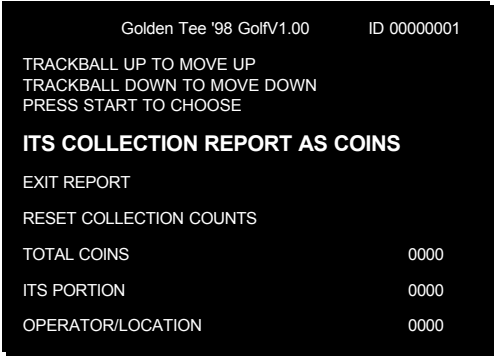 Golden Tee '98 GolfV1.00 ID 00000001
TRACKBALL UP TO MOVE UP
TRACKBALL DOWN TO MOVE DOWN
PRESS START TO CHOOSE
ITS COLLECTION REPORT AS COINS
EXIT REPORT
RESET COLLECTION COUNTS
TOTAL COINS 0000
ITS PORTION 0000
OPERATOR/LOCATION 0000